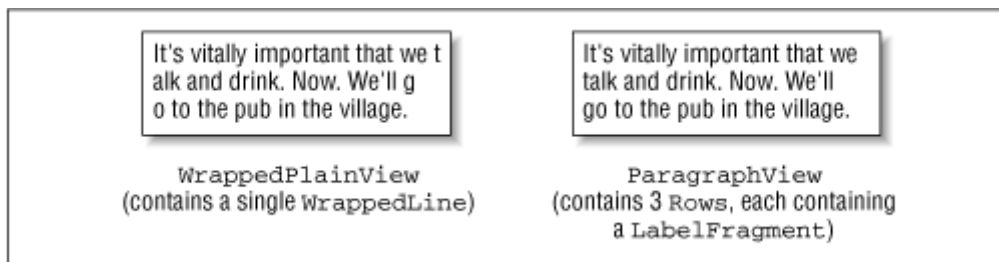 It's vitally important that we t
alk and drink. Now. We'll g
o to the pub in the village.
WrappedPlainView
(contains a single WrappedLine)
It's vitally important that we
talk and drink. Now. We'll
go to the pub in the village.
ParagraphView
(contains 3 Rows, each containing
a LabelFragment)